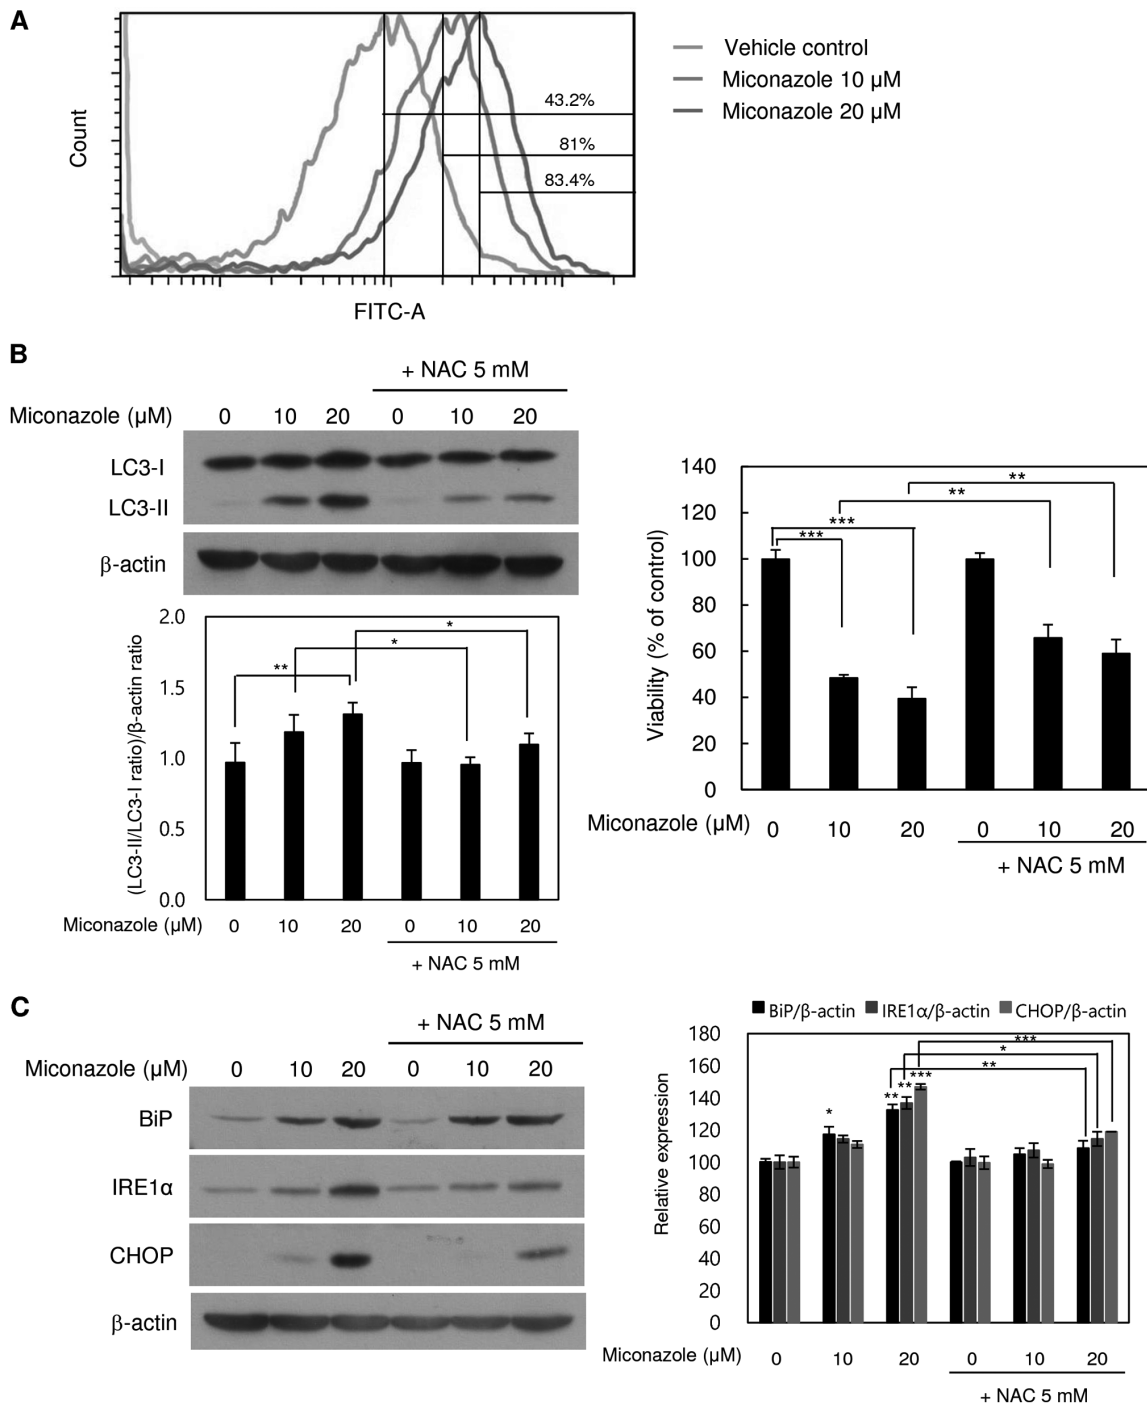 A
Count
43.2%
81%
83.4%
FITC-A
Vehicle control
Miconazole 10 µM
Miconazole 20 µM
B
+ NAC 5 mM
Miconazole (µM) 0 10 20 0 10 20
LC3-I
LC3-II
β-actin
(LC3-II/LC3-I ratio)/β-actin ratio
2.0
1.5
1.0
0.5
0.0
**
*
*
Miconazole (µM) 0 10 20 0 10 20
+ NAC 5 mM
Viability (% of control)
140
120
100
80
60
40
20
0
**
**
***
***
Miconazole (µM) 0 10 20 0 10 20
+ NAC 5 mM
C
+ NAC 5 mM
Miconazole (µM) 0 10 20 0 10 20
BiP
IRE1α
CHOP
β-actin
BiP/β-actin IRE1α/β-actin CHOP/β-actin
Relative expression
180
160
140
120
100
80
60
40
20
0
***
*
**
*
** ** ***
Miconazole (µM) 0 10 20 0 10 20
+ NAC 5 mM